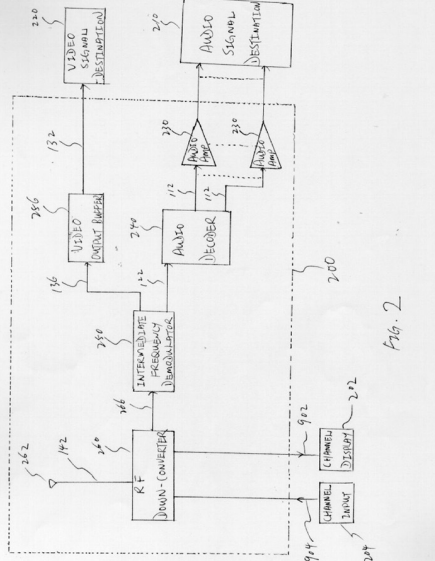 262
142
260
RF
DOWN-CONVERTER
266
250
INTERMEDIATE
FREQUENCY
DEMODULATOR
136
256
VIDEO
OUTPUT BUFFER
132
220
VIDEO
SIGNAL
DESTINATION
122
240
AUDIO
DECODER
112
112
230
AUDIO
AMP
230
AUDIO
AMP
210
AUDIO
SIGNAL
DESTINATION
200
904
CHANNEL
INPUT
204
902
CHANNEL
DISPLAY
202
FIG. 2